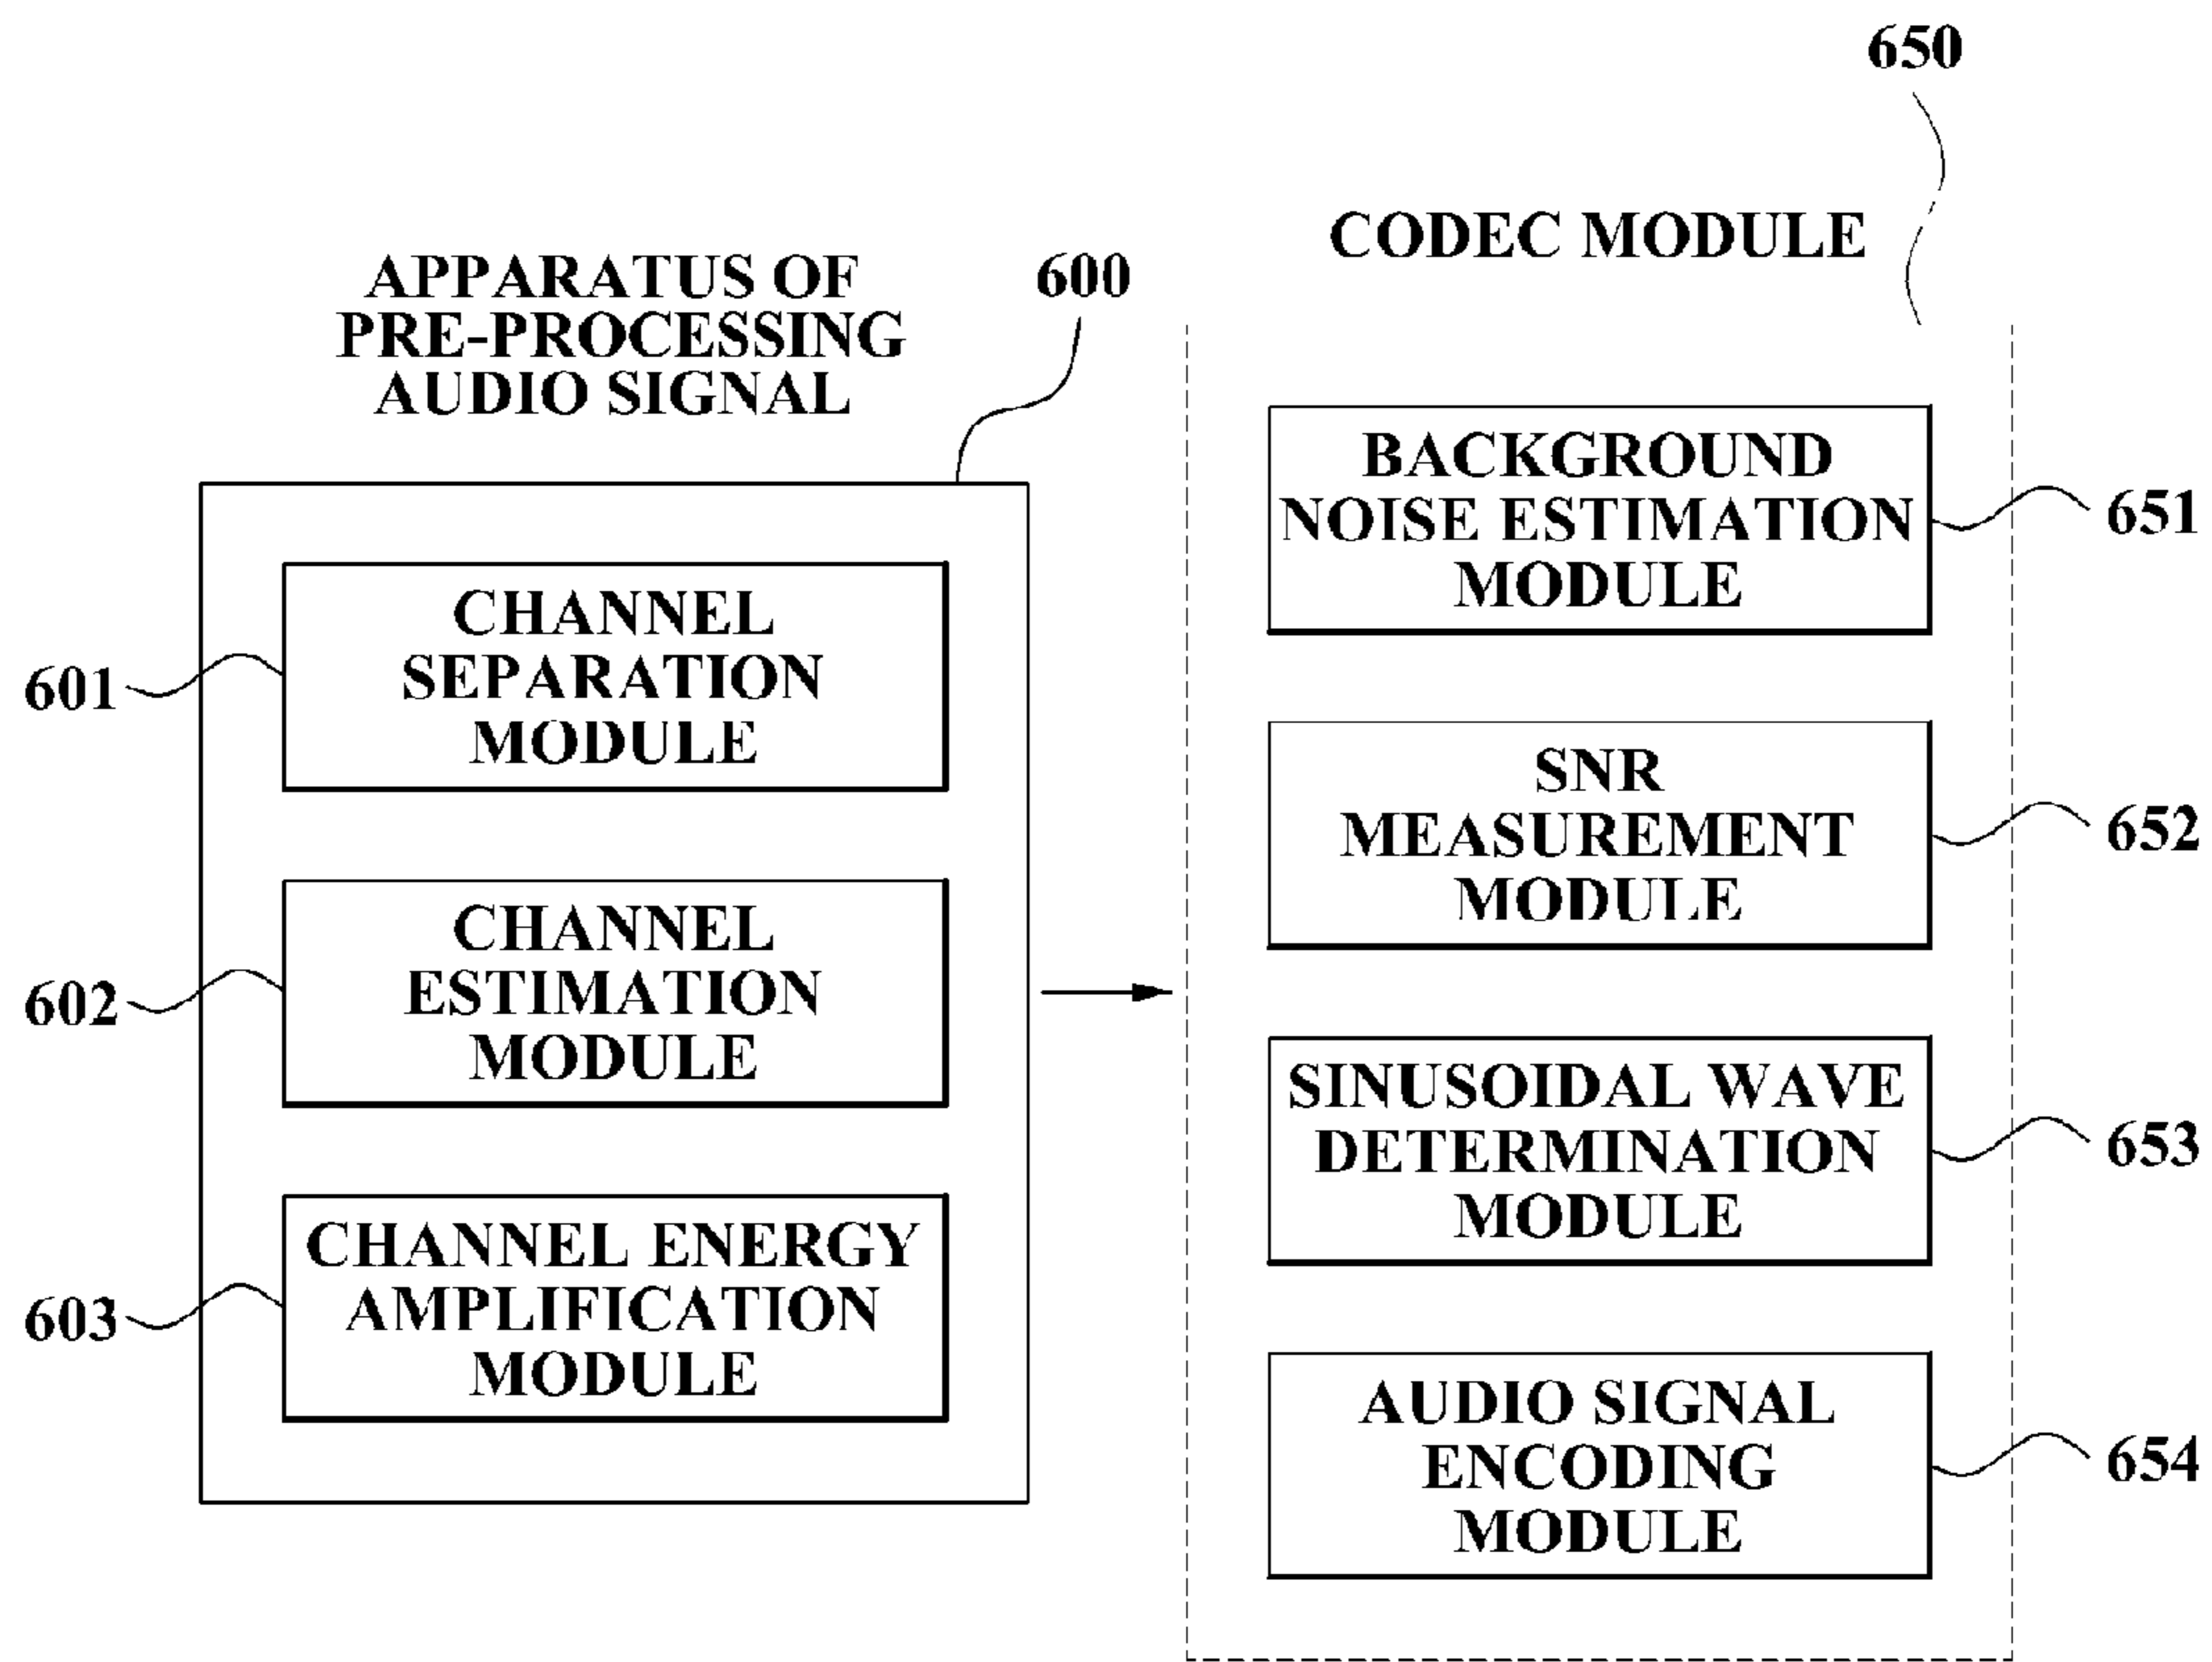 650
CODEC MODULE
APPARATUS OF
PRE-PROCESSING
AUDIO SIGNAL
600
CHANNEL
SEPARATION
MODULE
601
CHANNEL
ESTIMATION
MODULE
602
CHANNEL ENERGY
AMPLIFICATION
MODULE
603
BACKGROUND
NOISE ESTIMATION
MODULE
651
SNR
MEASUREMENT
MODULE
652
SINUSOIDAL WAVE
DETERMINATION
MODULE
653
AUDIO SIGNAL
ENCODING
MODULE
654